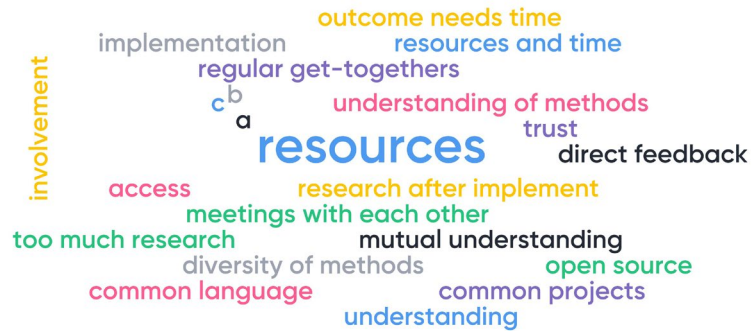 outcome needs time
implementation
resources and time
regular get-togethers
involvement
b
c
understanding of methods
a
trust
resources
direct feedback
access
research after implement
meetings with each other
too much research
mutual understanding
diversity of methods
open source
common language
common projects
understanding